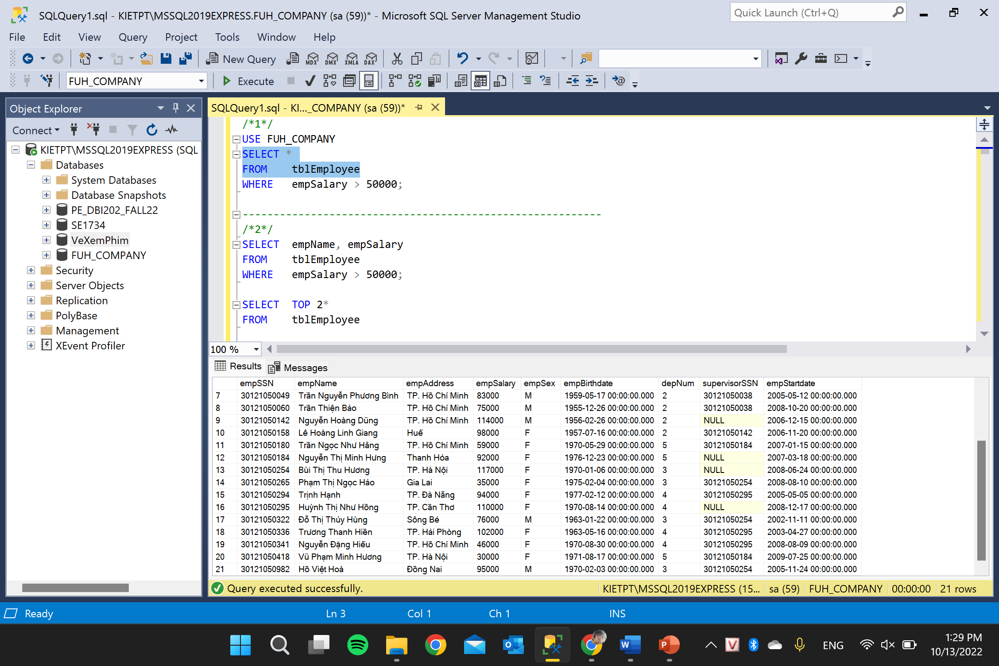 SQLQuery1.sql - KIETPT\MSSQL2019EXPRESS.FUH_COMPANY (sa (59))* - Microsoft SQL Server Management Studio
Quick Launch (Ctrl+Q)
File Edit View Query Project Tools Window Help
New Query MDX DMX XMLA DAX
FUH_COMPANY Execute
Object Explorer
Connect
KIETPT\MSSQL2019EXPRESS (SQL
Databases
System Databases
Database Snapshots
PE_DBI202_FALL22
SE1734
VeXemPhim
FUH_COMPANY
Security
Server Objects
Replication
PolyBase
Management
XEvent Profiler
SQLQuery1.sql - KI..._COMPANY (sa (59))*
/*1*/
USE FUH_COMPANY
SELECT *
FROM tblEmployee
WHERE empSalary > 50000;
----------------------------------------------------------
/*2*/
SELECT empName, empSalary
FROM tblEmployee
WHERE empSalary > 50000;
SELECT TOP 2*
FROM tblEmployee
100 %
Results Messages
empSSN empName empAddress empSalary empSex empBirthdate depNum supervisorSSN empStartdate
7 30121050049 Trần Nguyễn Phương Bình TP. Hồ Chí Minh 83000 M 1959-05-17 00:00:00.000 2 30121050038 2005-05-12 00:00:00.000
8 30121050060 Trần Thiện Bảo TP. Hồ Chí Minh 75000 M 1955-12-26 00:00:00.000 2 30121050038 2008-10-20 00:00:00.000
9 30121050142 Nguyễn Hoàng Dũng TP. Hồ Chí Minh 114000 M 1956-02-26 00:00:00.000 2 NULL 2006-12-15 00:00:00.000
10 30121050158 Lê Hoàng Linh Giang Huế 98000 F 1957-07-16 00:00:00.000 2 30121050142 2006-11-20 00:00:00.000
11 30121050180 Trần Ngọc Như Hằng TP. Hồ Chí Minh 59000 F 1970-05-29 00:00:00.000 5 30121050184 2007-01-15 00:00:00.000
12 30121050184 Nguyễn Thị Minh Hưng Thanh Hóa 92000 F 1976-12-23 00:00:00.000 5 NULL 2007-03-18 00:00:00.000
13 30121050254 Bùi Thị Thu Hương TP. Hà Nội 117000 F 1970-01-06 00:00:00.000 3 NULL 2008-06-24 00:00:00.000
14 30121050265 Phạm Thị Ngọc Hảo Gia Lai 35000 F 1975-02-04 00:00:00.000 3 30121050254 2008-08-10 00:00:00.000
15 30121050294 Trịnh Hạnh TP. Đà Nẵng 94000 F 1977-02-12 00:00:00.000 4 30121050295 2005-05-05 00:00:00.000
16 30121050295 Huỳnh Thị Như Hồng TP. Cần Thơ 110000 F 1970-08-14 00:00:00.000 4 NULL 2008-12-17 00:00:00.000
17 30121050322 Đỗ Thị Thúy Hùng Sông Bé 76000 M 1963-01-22 00:00:00.000 3 30121050254 2002-11-11 00:00:00.000
18 30121050336 Trương Thanh Hiền TP. Hải Phòng 102000 F 1963-05-16 00:00:00.000 4 30121050295 2003-04-27 00:00:00.000
19 30121050341 Nguyễn Đặng Hiếu TP. Hồ Chí Minh 46000 F 1970-08-30 00:00:00.000 4 30121050295 2008-08-09 00:00:00.000
20 30121050418 Vũ Phạm Minh Hương TP. Hà Nội 30000 F 1971-08-17 00:00:00.000 5 30121050184 2009-07-25 00:00:00.000
21 30121050982 Hồ Việt Hoà Đồng Nai 95000 M 1970-02-03 00:00:00.000 3 30121050254 2005-11-24 00:00:00.000
Query executed successfully. KIETPT\MSSQL2019EXPRESS (15... sa (59) FUH_COMPANY 00:00:00 21 rows
Ready Ln 3 Col 1 Ch 1 INS
ENG
1:29 PM
10/13/2022